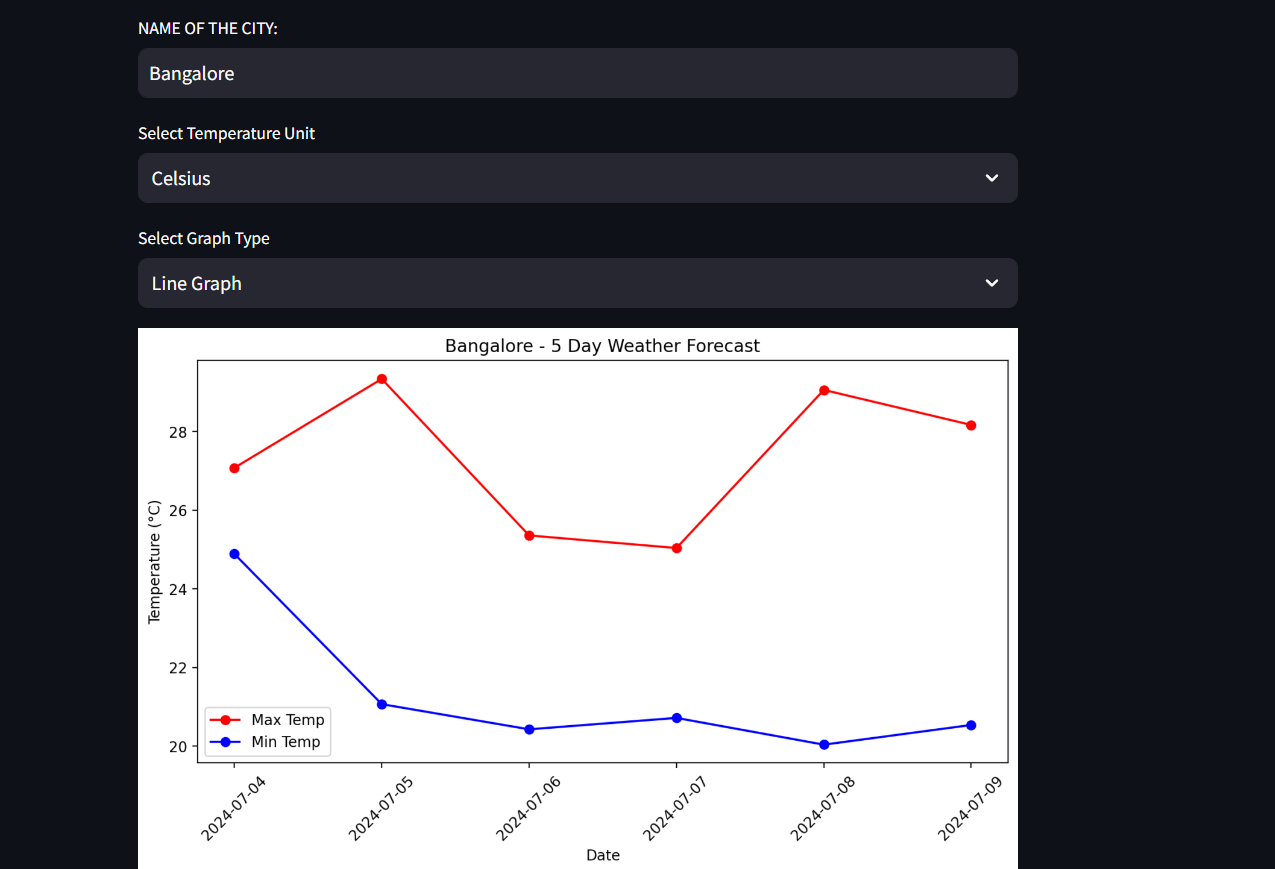 NAME OF THE CITY:
Bangalore
Select Temperature Unit
Celsius
Select Graph Type
Line Graph
Bangalore - 5 Day Weather Forecast
28
26
24
22
20
Temperature (°C)
Max Temp
Min Temp
2024-07-04
2024-07-05
2024-07-06
2024-07-07
2024-07-08
2024-07-09
Date